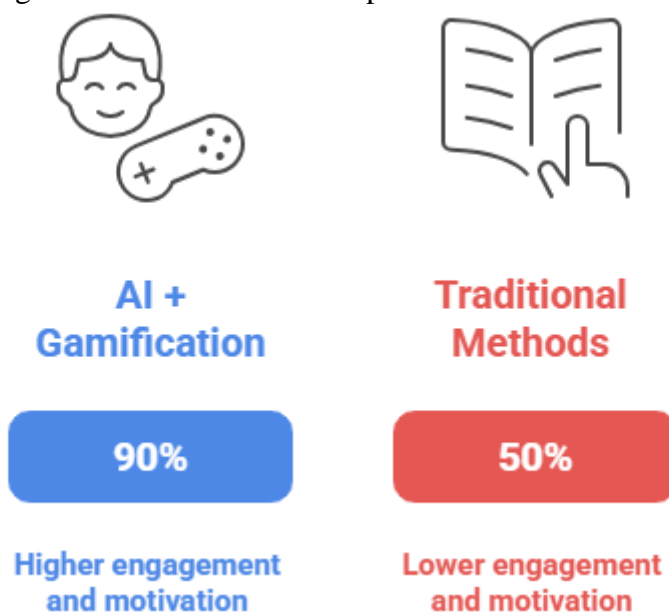 AI +
Gamification
90%
Higher engagement
and motivation
Traditional
Methods
50%
Lower engagement
and motivation